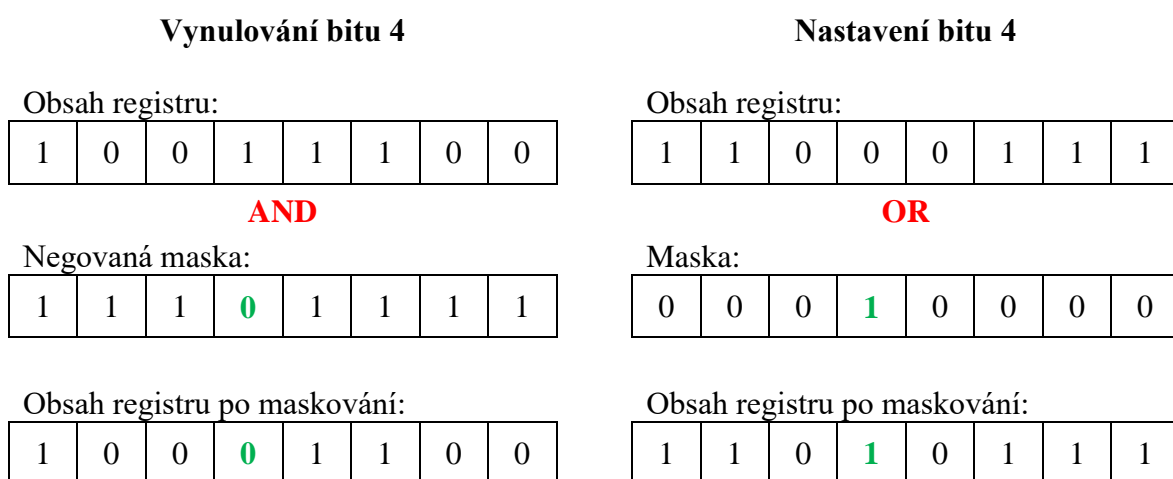 Vynulování bitu 4
Obsah registru:
1 0 0 1 1 1 0 0
AND
Negovaná maska:
1 1 1 0 1 1 1 1
Obsah registru po maskování:
1 0 0 0 1 1 0 0
Nastavení bitu 4
Obsah registru:
1 1 0 0 0 1 1 1
OR
Maska:
0 0 0 1 0 0 0 0
Obsah registru po maskování:
1 1 0 1 0 1 1 1